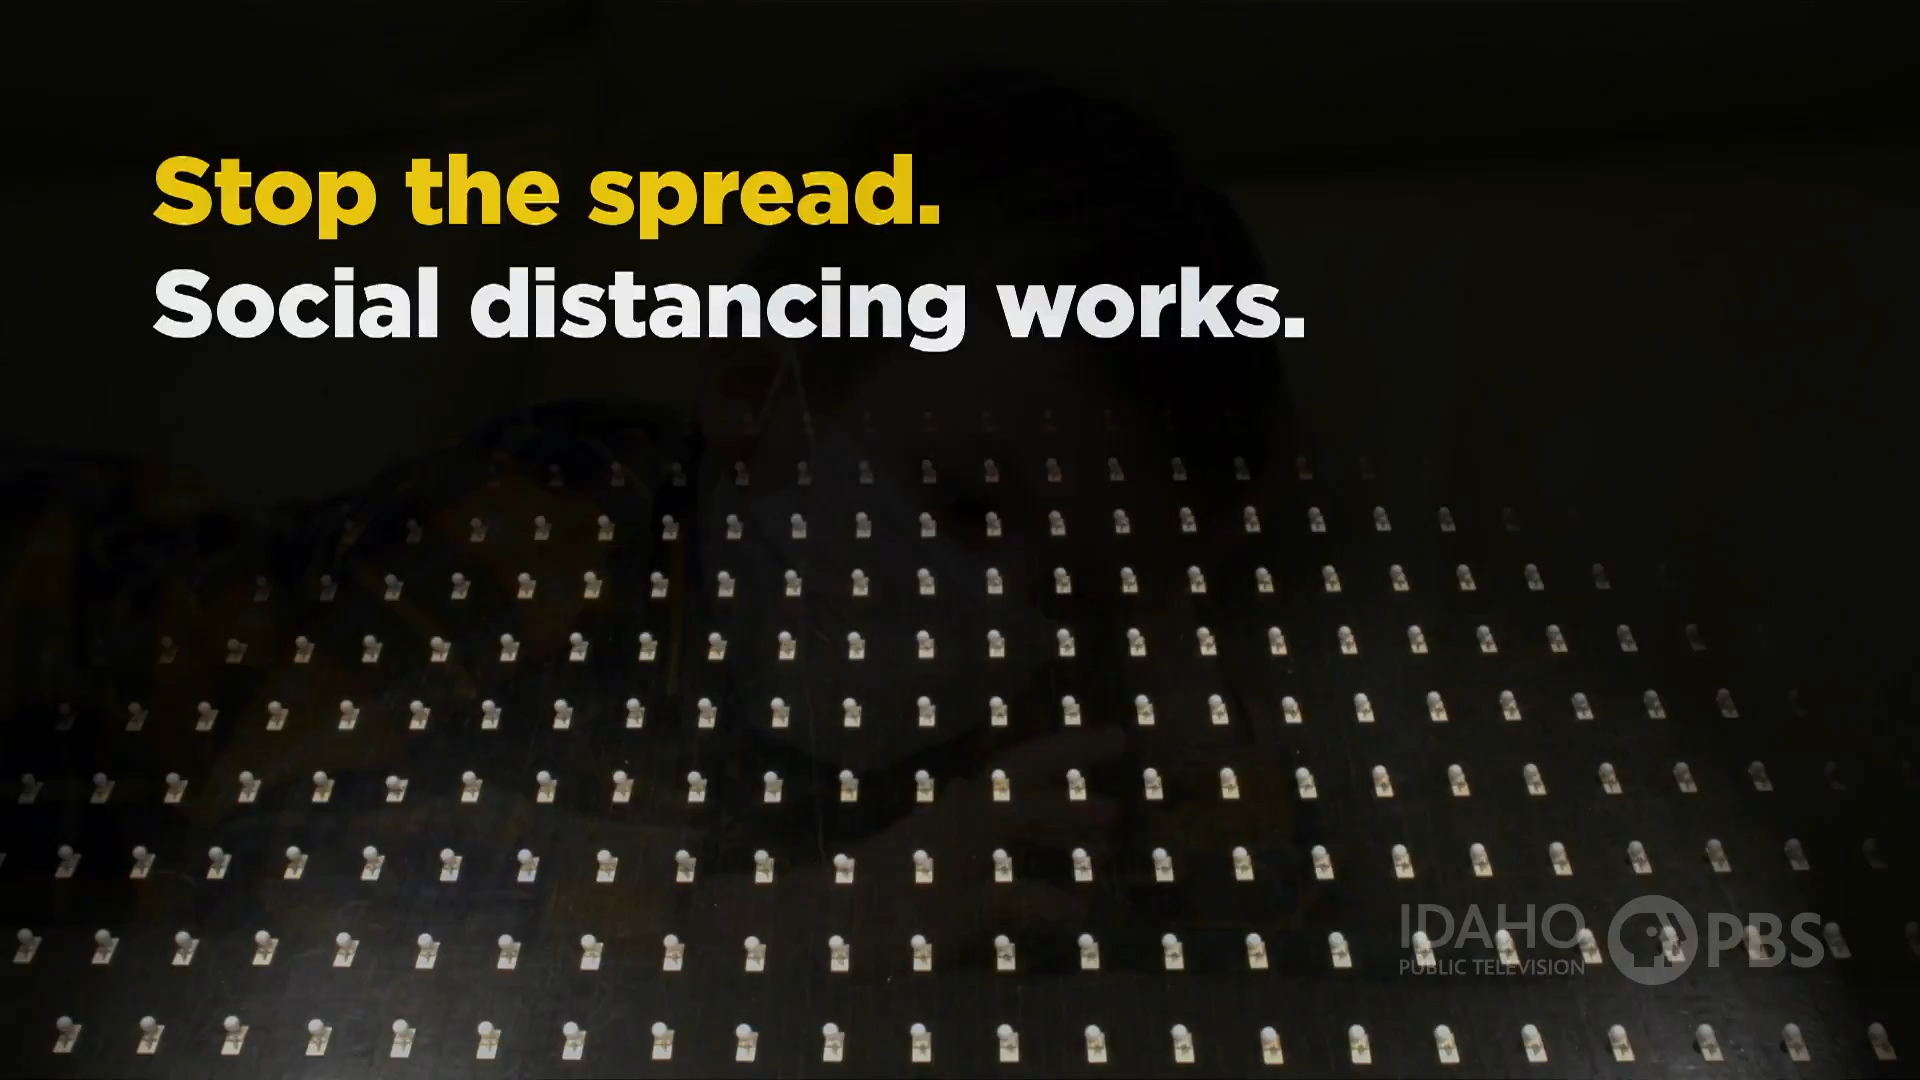 Stop the spread.
Social distancing works.
IDAHO
PUBLIC TELEVISION
PBS